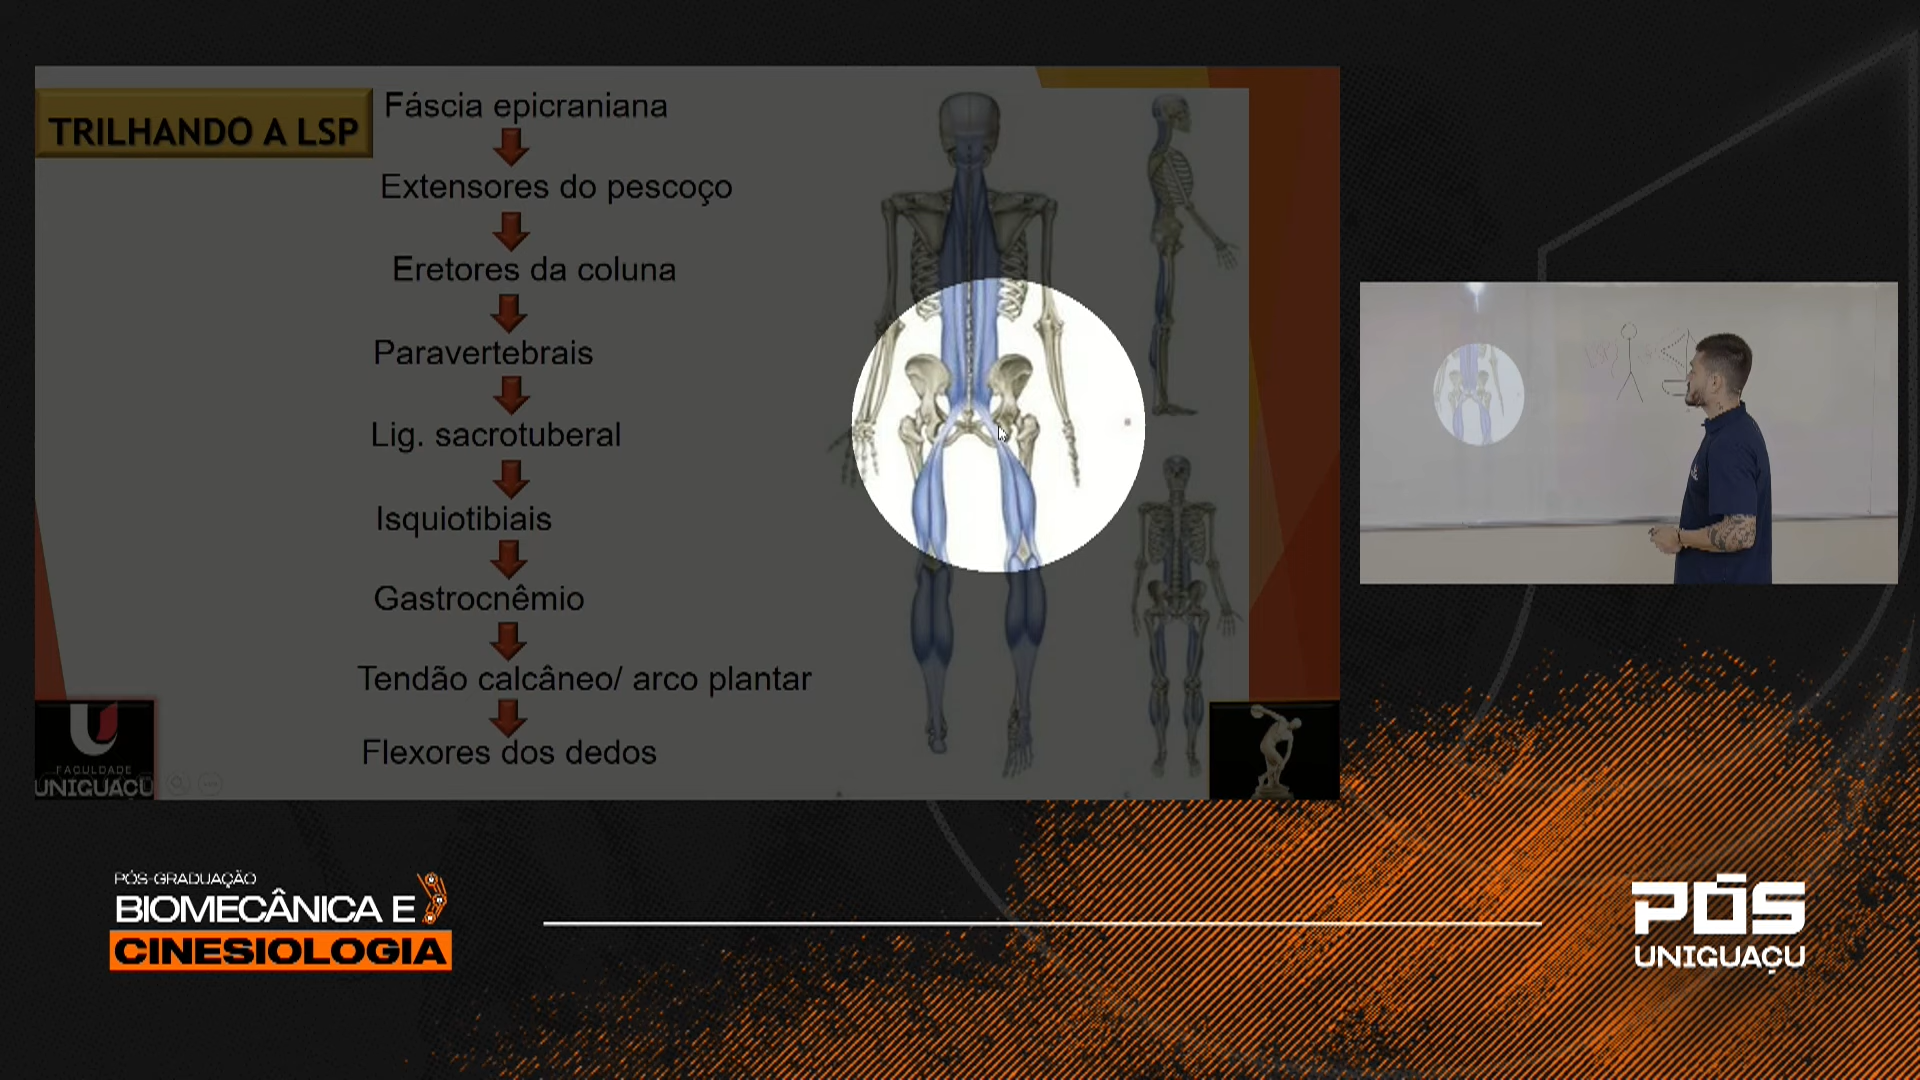 TRILHANDO A LSP
Fáscia epicraniana
Extensores do pescoço
Eretores da coluna
Paravertebrais
Lig. sacrotuberal
Isquiotibiais
Gastrocnêmio
Tendão calcâneo/ arco plantar
Flexores dos dedos
FACULDADE
UNIGUAÇU
PÓS-GRADUAÇÃO
BIOMECÂNICA E
CINESIOLOGIA
PÓS
UNIGUAÇU